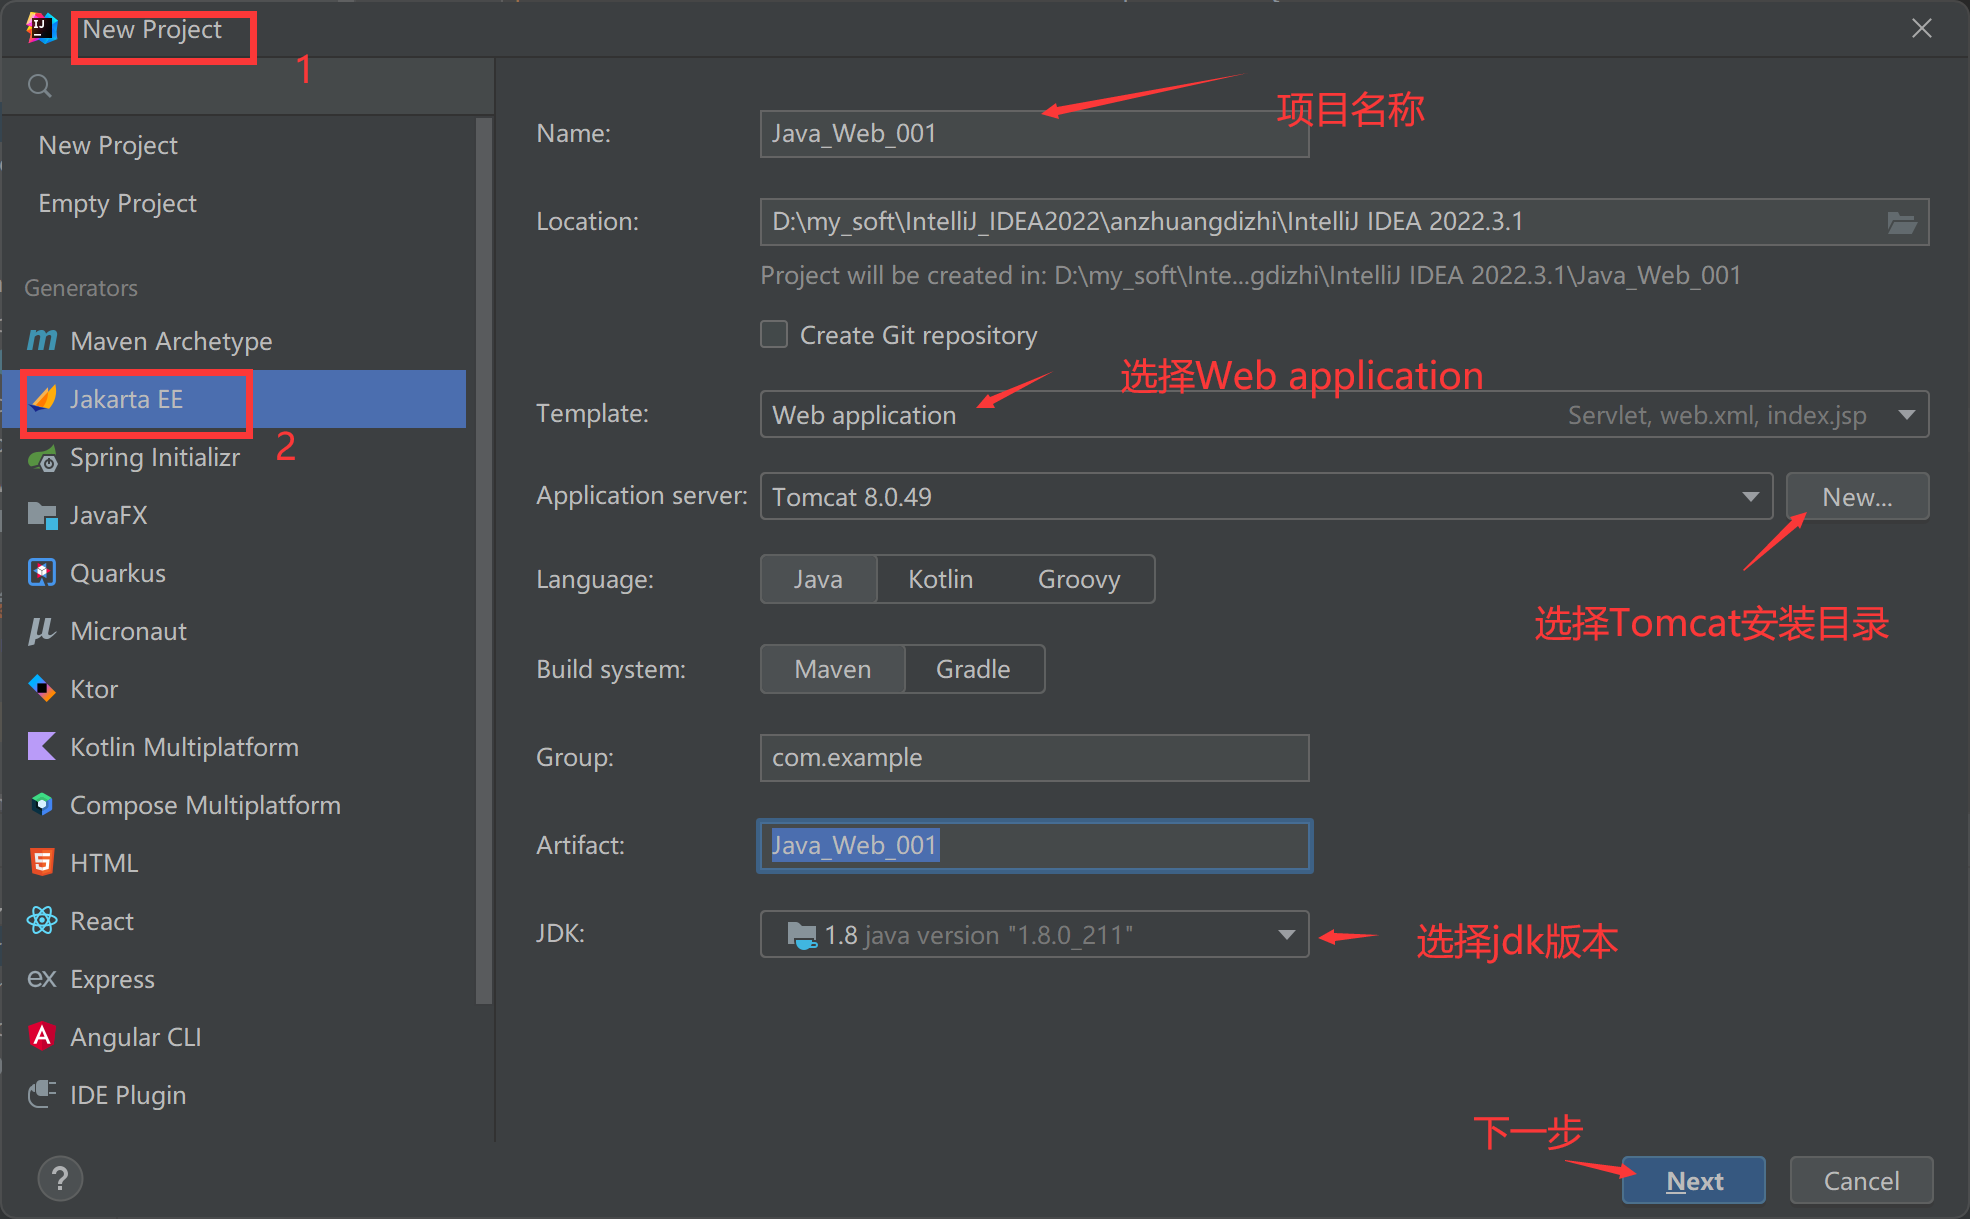 New Project
1
New Project
Empty Project
Generators
Maven Archetype
Jakarta EE
2
Spring Initializr
JavaFX
Quarkus
Micronaut
Ktor
Kotlin Multiplatform
Compose Multiplatform
HTML
React
ex Express
Angular CLI
IDE Plugin
?
项目名称
Name: Java_Web_001
Location: D:\my_soft\IntelliJ_IDEA2022\anzhuangdizhi\IntelliJ IDEA 2022.3.1
Project will be created in: D:\my_soft\Inte...gdizhi\IntelliJ IDEA 2022.3.1\Java_Web_001
Create Git repository
选择Web application
Template: Web application Servlet, web.xml, index.jsp
Application server: Tomcat 8.0.49 New...
Language: Java Kotlin Groovy
选择Tomcat安装目录
Build system: Maven Gradle
Group: com.example
Artifact: Java_Web_001
JDK: 1.8 java version "1.8.0_211"
选择jdk版本
下一步
Next Cancel